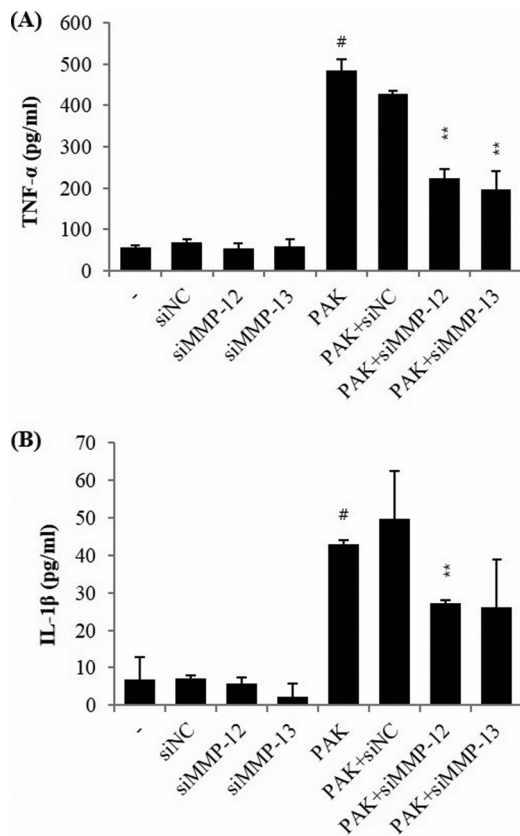 (A)
TNF-α (pg/ml)
600
500
400
300
200
100
0
#
**
**
-
siNC
siMMP-12
siMMP-13
PAK
PAK+siNC
PAK+siMMP-12
PAK+siMMP-13
(B)
IL-1β (pg/ml)
70
60
50
40
30
20
10
0
#
**
-
siNC
siMMP-12
siMMP-13
PAK
PAK+siNC
PAK+siMMP-12
PAK+siMMP-13